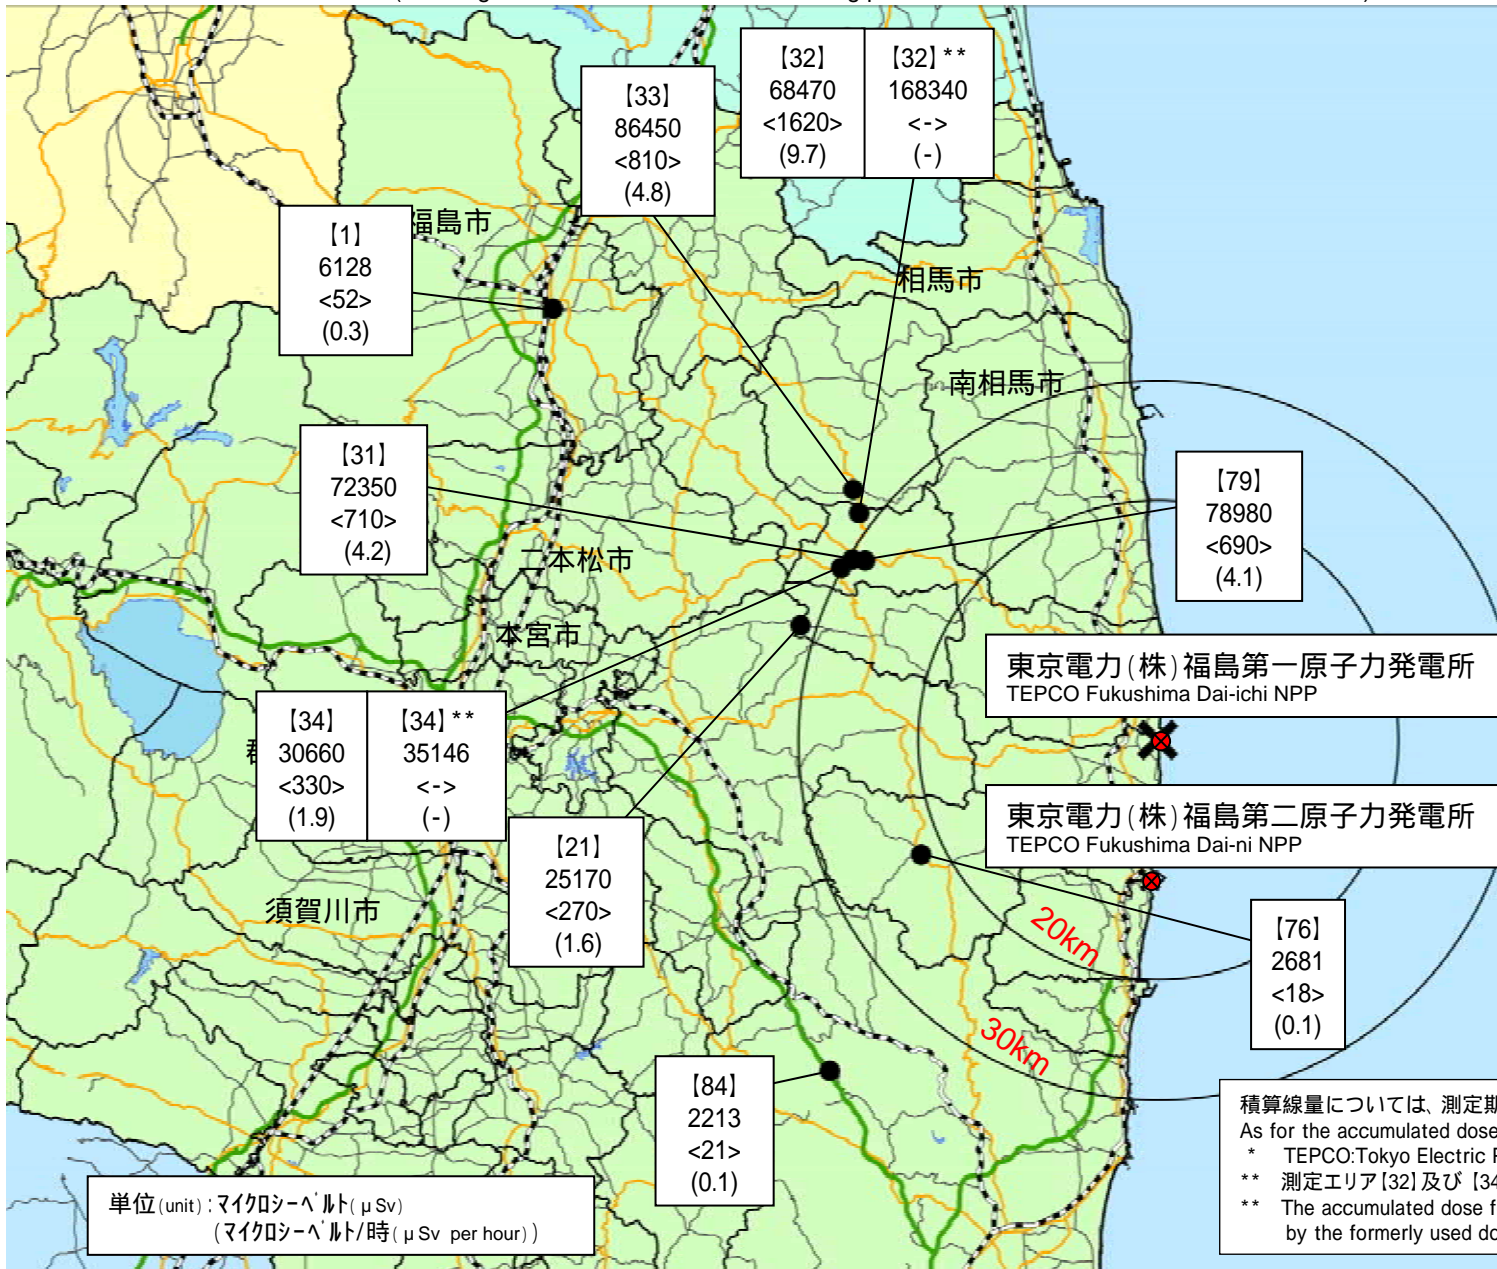 【32】
68470
<1620>
(9.7)
【32】**
168340
<->
(-)
【33】
86450
<810>
(4.8)
【1】
6128
<52>
(0.3)
福島市
相馬市
南相馬市
【31】
72350
<710>
(4.2)
【79】
78980
<690>
(4.1)
二本松市
本宮市
東京電力(株)福島第一原子力発電所
TEPCO Fukushima Dai-ichi NPP
【34】
30660
<330>
(1.9)
【34】**
35146
<->
(-)
東京電力(株)福島第二原子力発電所
TEPCO Fukushima Dai-ni NPP
【21】
25170
<270>
(1.6)
須賀川市
20km
【76】
2681
<18>
(0.1)
30km
【84】
2213
<21>
(0.1)
積算線量については、測定期
As for the accumulated dose
* TEPCO:Tokyo Electric
** 測定エリア【32】及び【34
** The accumulated dose
by the formerly used
単位(unit):マイクロシーベルト(μSv)
(マイクロシーベルト/時(μSv per hour))